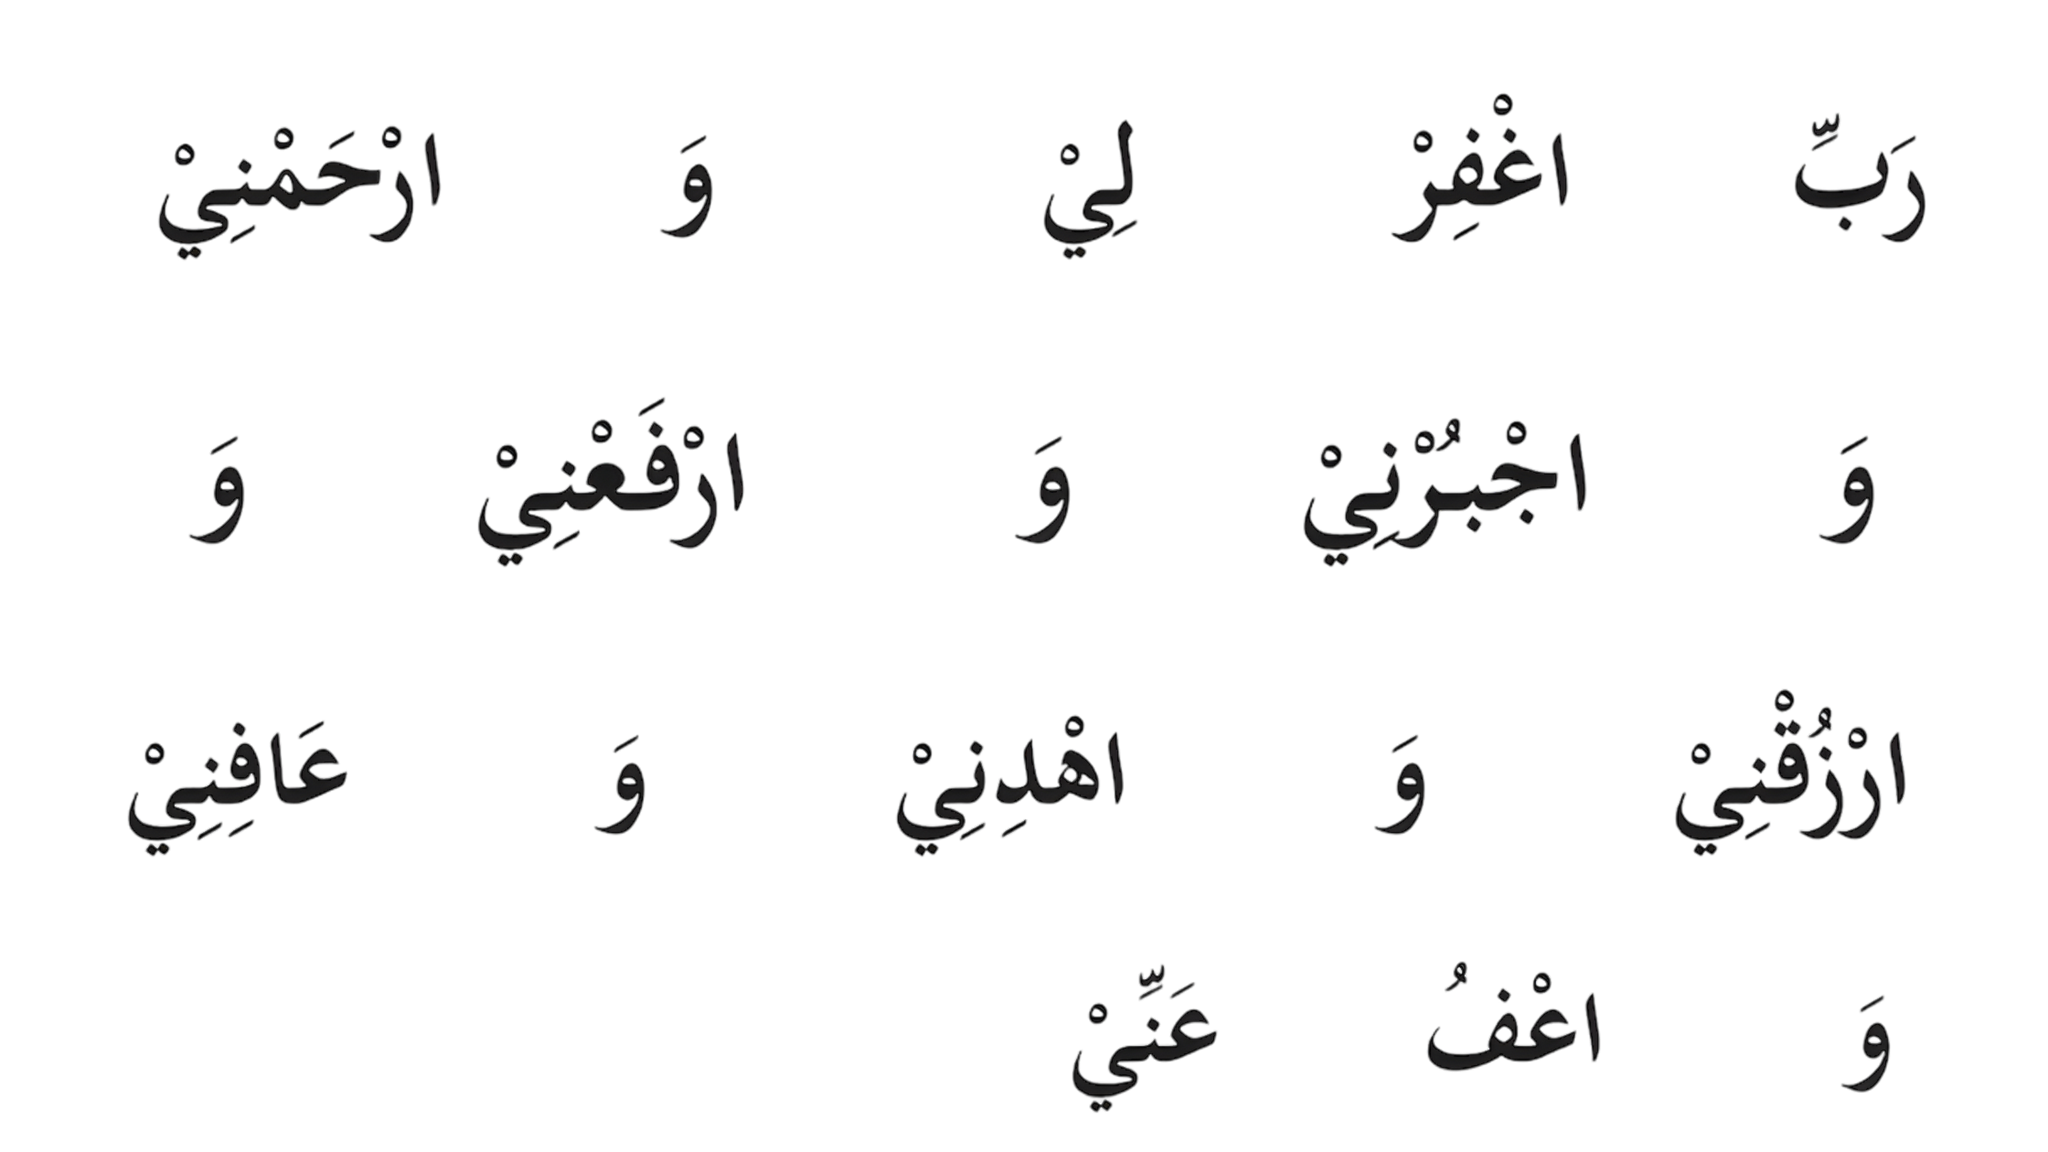 رَبِّ اغْفِرْ لِيْ وَ ارْحَمْنِيْ
وَ اجْبُرْنِيْ وَ ارْفَعْنِيْ وَ
ارْزُقْنِيْ وَ اهْدِنِيْ وَ عَافِنِيْ
وَ اعْفُ عَنِّيْ